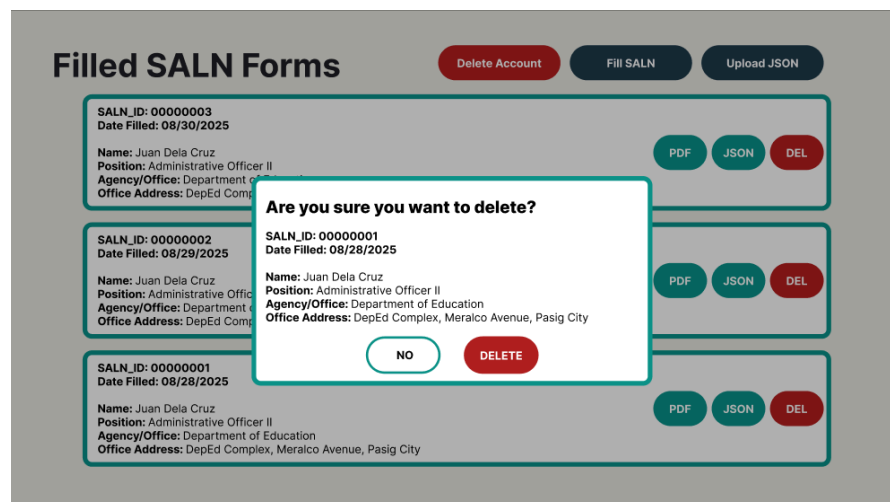 Filled SALN Forms
Delete Account
Fill SALN
Upload JSON
SALN_ID: 00000003
Date Filled: 08/30/2025
Name: Juan Dela Cruz
Position: Administrative Officer II
Agency/Office: Department of
Office Address: DepEd Comp
PDF
JSON
DEL
SALN_ID: 00000002
Date Filled: 08/29/2025
Name: Juan Dela Cruz
Position: Administrative Offic
Agency/Office: Department
Office Address: DepEd Comp
PDF
JSON
DEL
Are you sure you want to delete?
SALN_ID: 00000001
Date Filled: 08/28/2025
Name: Juan Dela Cruz
Position: Administrative Officer II
Agency/Office: Department of Education
Office Address: DepEd Complex, Meralco Avenue, Pasig City
NO
DELETE
SALN_ID: 00000001
Date Filled: 08/28/2025
Name: Juan Dela Cruz
Position: Administrative Officer II
Agency/Office: Department of Education
Office Address: DepEd Complex, Meralco Avenue, Pasig City
PDF
JSON
DEL